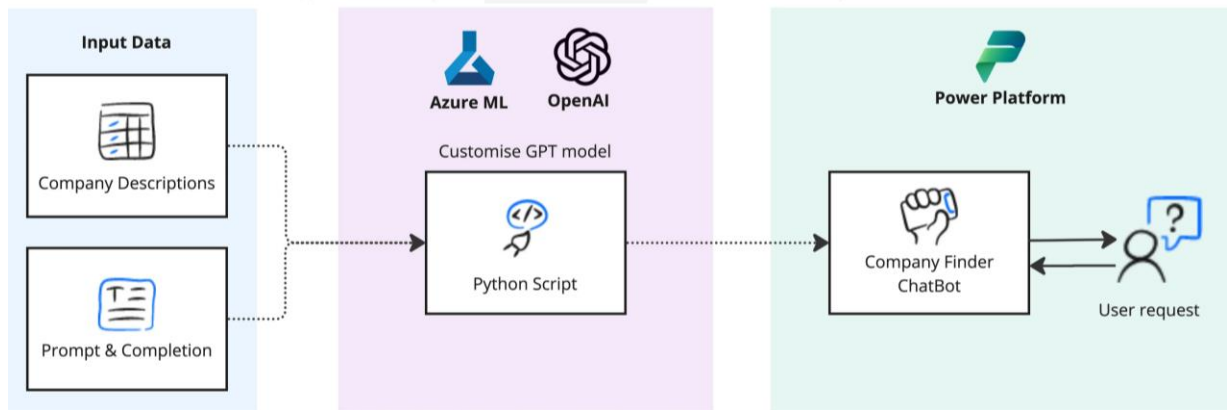 Input Data
Company Descriptions
Prompt & Completion
Azure ML
OpenAI
Customise GPT model
</>
Python Script
Power Platform
Company Finder
ChatBot
?
User request